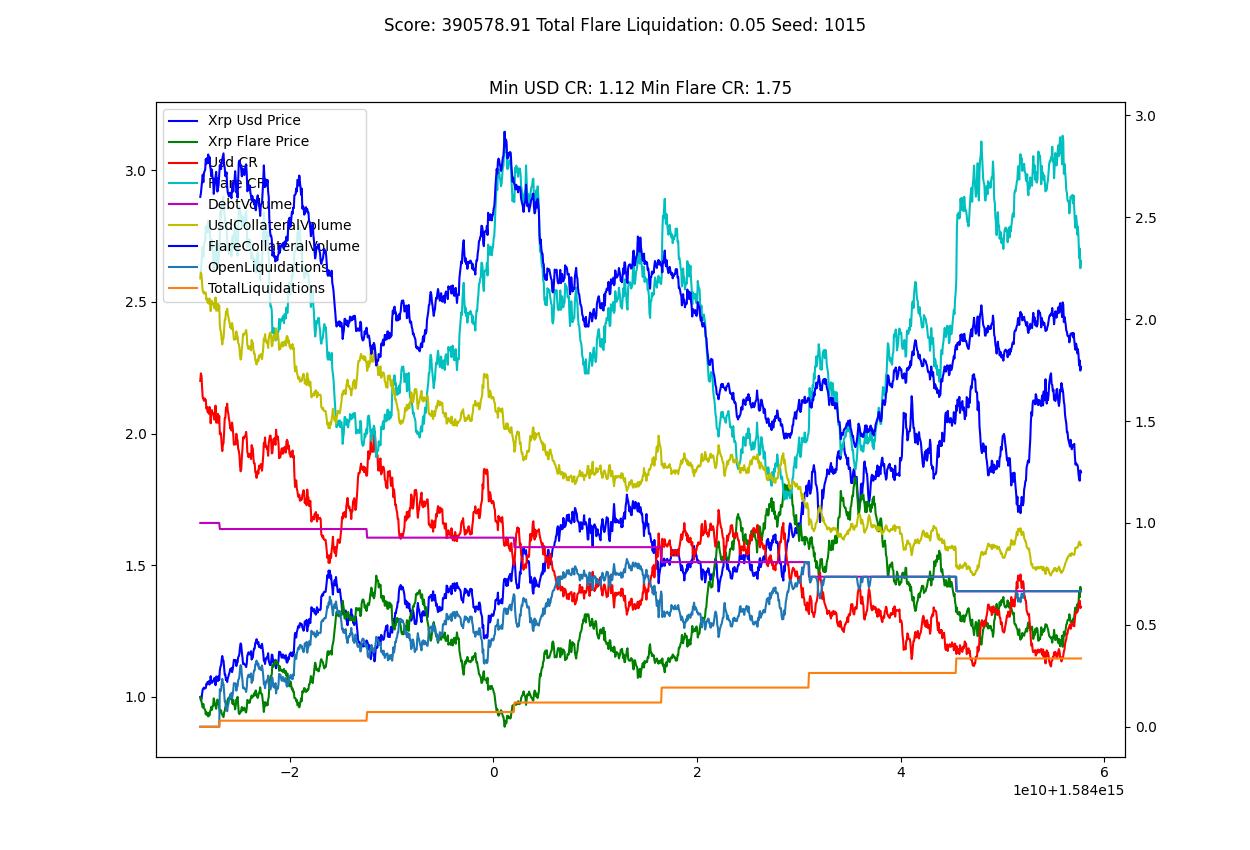 Score: 390578.91 Total Flare Liquidation: 0.05 Seed: 1015
Min USD CR: 1.12 Min Flare CR: 1.75
Xrp Usd Price
Xrp Flare Price
Usd CR
Flare CR
DebtVolume
UsdCollateralVolume
FlareCollateralVolume
OpenLiquidations
TotalLiquidations
3.0
2.5
2.0
1.5
1.0
3.0
2.5
2.0
1.5
1.0
0.5
0.0
−2 0 2 4 6
1e10+1.584e15